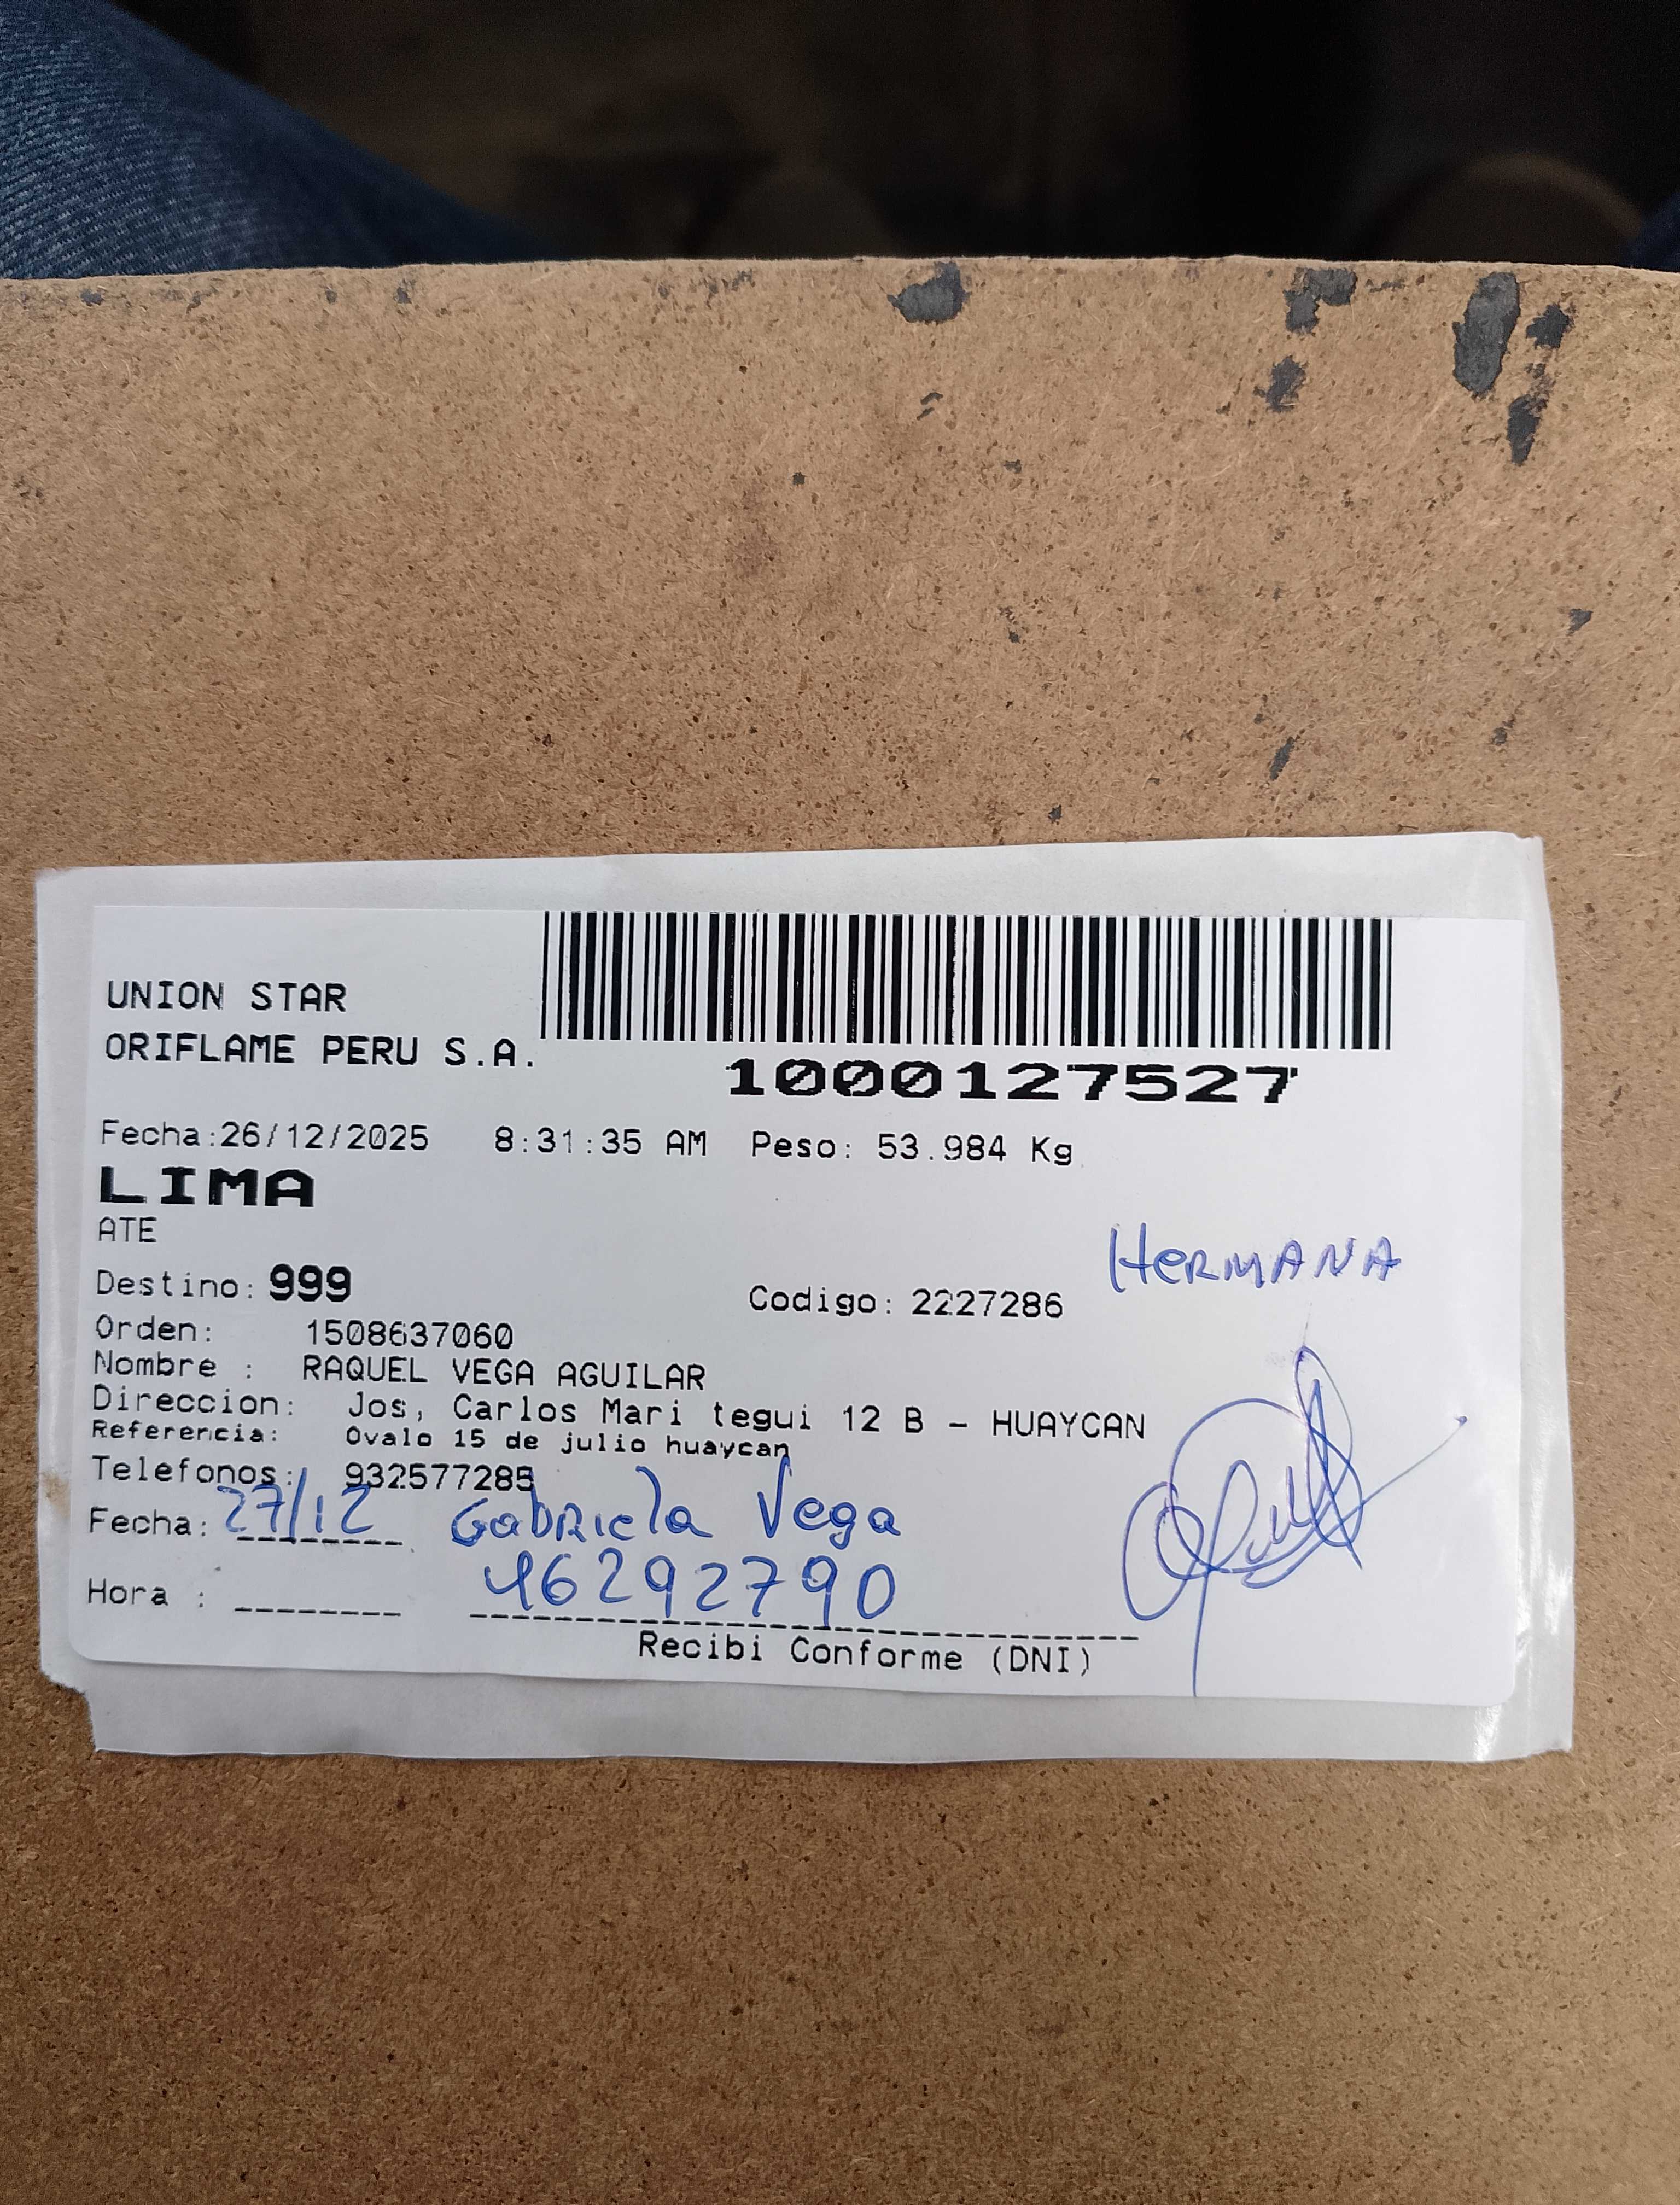 UNION STAR
ORIFLAME PERU S.A.
1000127527
Fecha:26/12/2025 8:31:35 AM Peso: 53.984 Kg
LIMA
ATE
HERMANA
Destino: 999 Codigo: 2227286
Orden: 1508637060
Nombre : RAQUEL VEGA AGUILAR
Direccion: Jos, Carlos Mari tegui 12 B - HUAYCAN
Referencia: Ovalo 15 de julio huaycan
Telefonos: 932577285
Fecha: 27/12 Gabriela Vega
Hora : 46292790
Recibi Conforme (DNI)